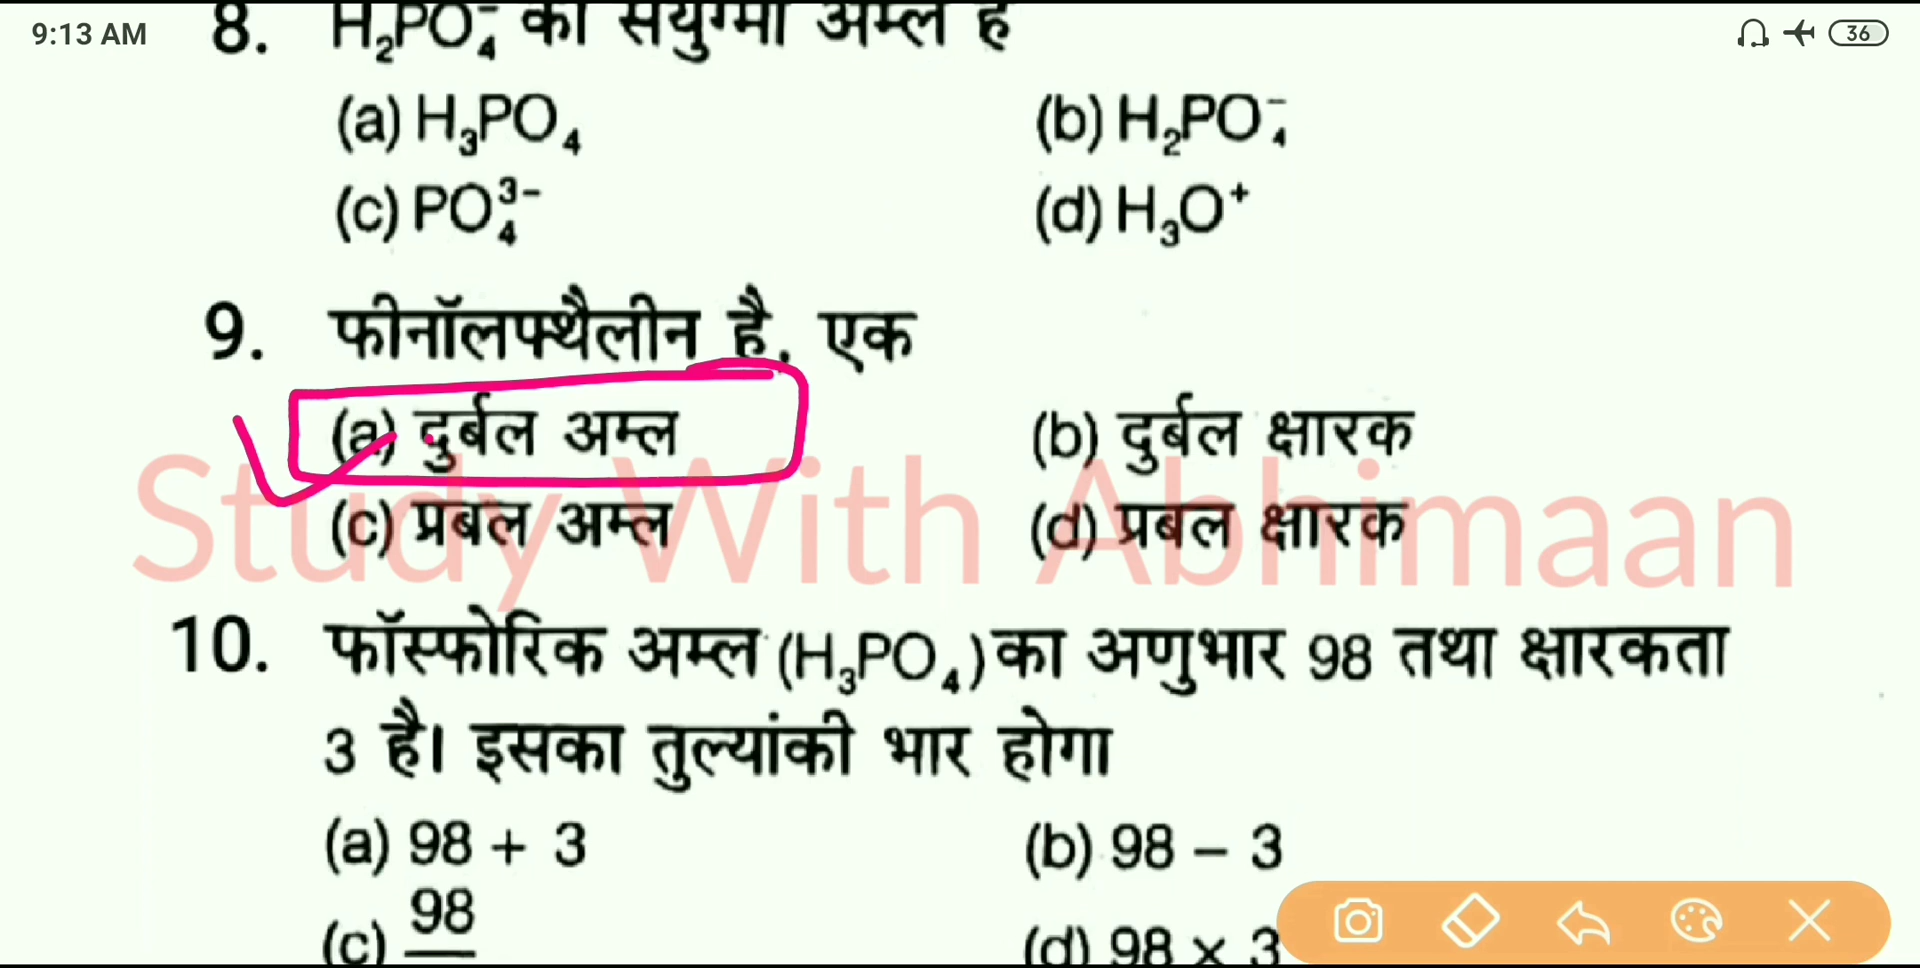 9:13 AM
36
8. H₂PO₄⁻ का संयुग्मी अम्ल है
(a) H₃PO₄ (b) H₂PO₄⁻
(c) PO₄³⁻ (d) H₃O⁺
9. फीनॉलफ्थैलीन है, एक
(a) दुर्बल अम्ल (b) दुर्बल क्षारक
Study With Abhimaan
(c) प्रबल अम्ल (d) प्रबल क्षारक
10. फॉस्फोरिक अम्ल (H₃PO₄) का अणुभार 98 तथा क्षारकता
3 है। इसका तुल्यांकी भार होगा
(a) 98 + 3 (b) 98 – 3
(c) 98 (d) 98 × 3